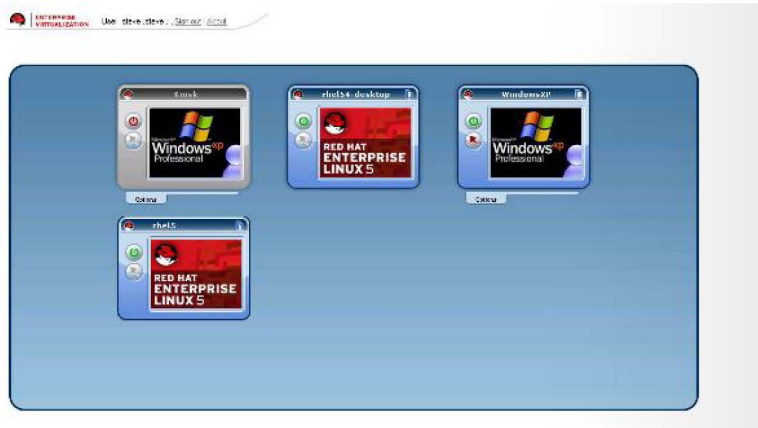 ENTERPRISE
VIRTUALIZATION
User steve steve Sign out
Kiosk
Windows xp
Professional
Options
rhel54-desktop
RED HAT
ENTERPRISE
LINUX 5
WindowsXP
Windows xp
Professional
Options
rhel5
RED HAT
ENTERPRISE
LINUX 5